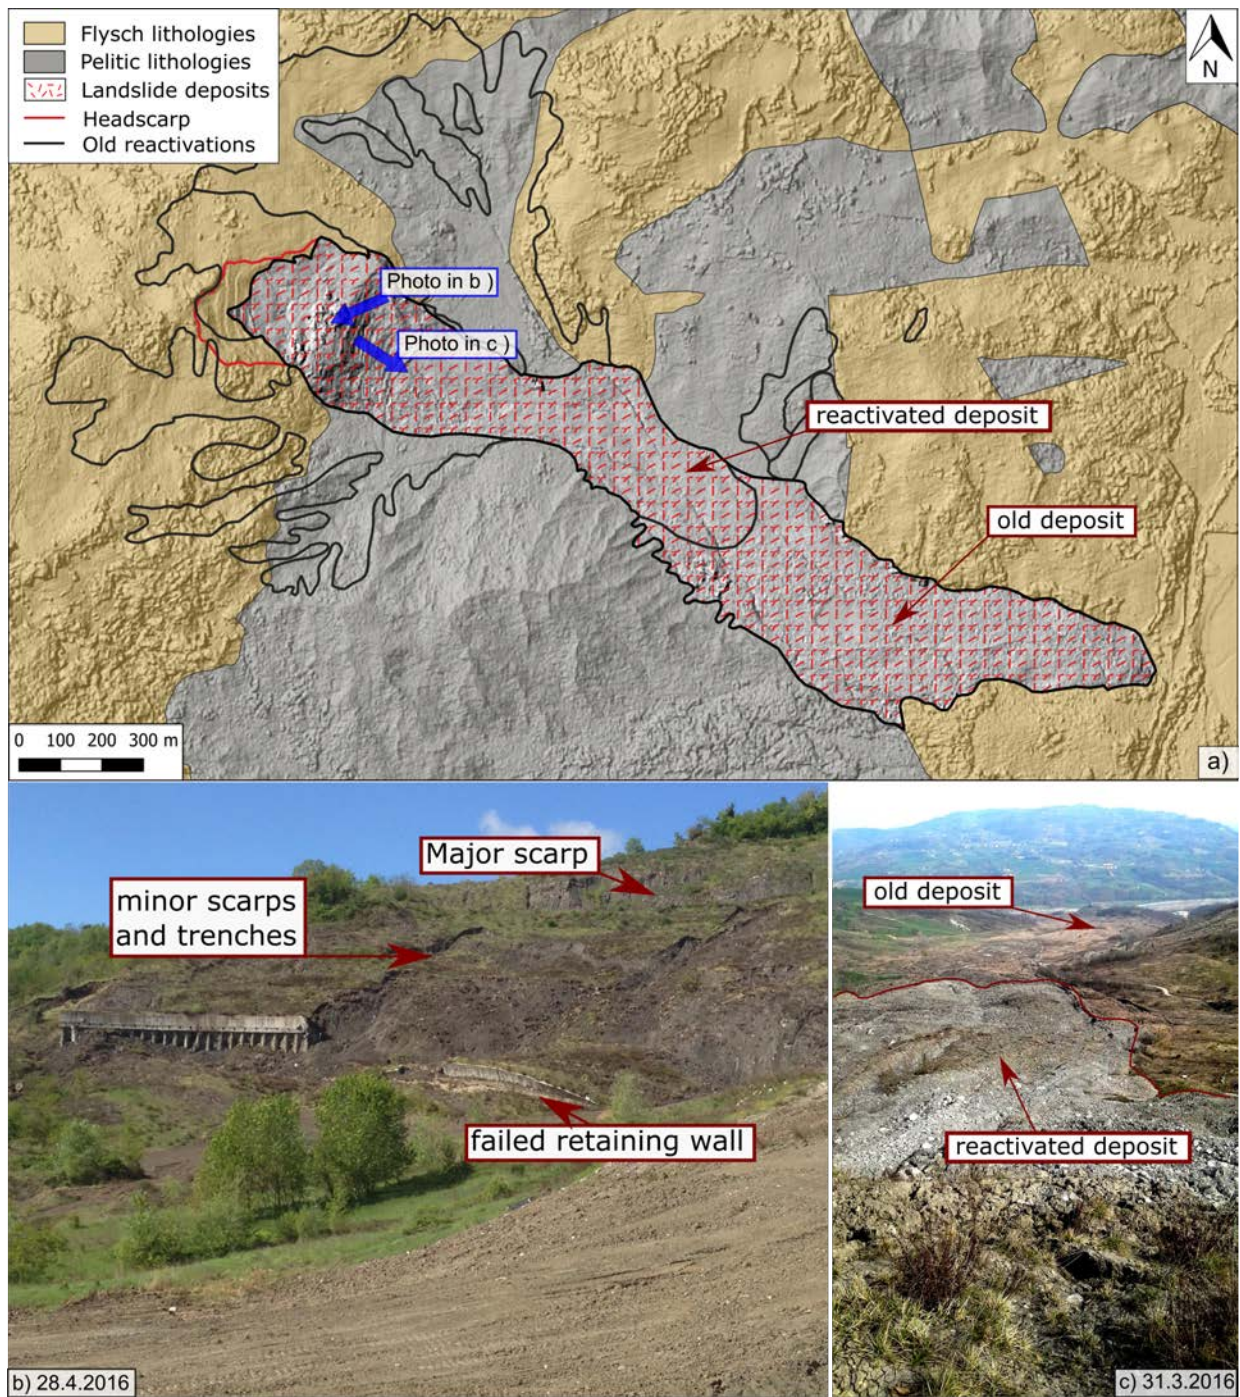 Flysch lithologies
Pelitic lithologies
Landslide deposits
Headscarp
Old reactivations
N
Photo in b )
Photo in c )
reactivated deposit
old deposit
0 100 200 300 m
a)
Major scarp
minor scarps
and trenches
failed retaining wall
b) 28.4.2016
old deposit
reactivated deposit
c) 31.3.2016